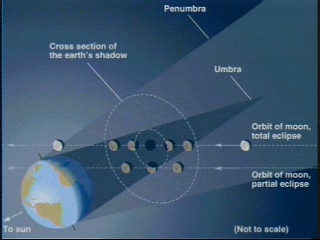 Penumbra
Cross section of
the earth's shadow
Umbra
Orbit of moon,
total eclipse
Orbit of moon,
partial eclipse
To sun
(Not to scale)